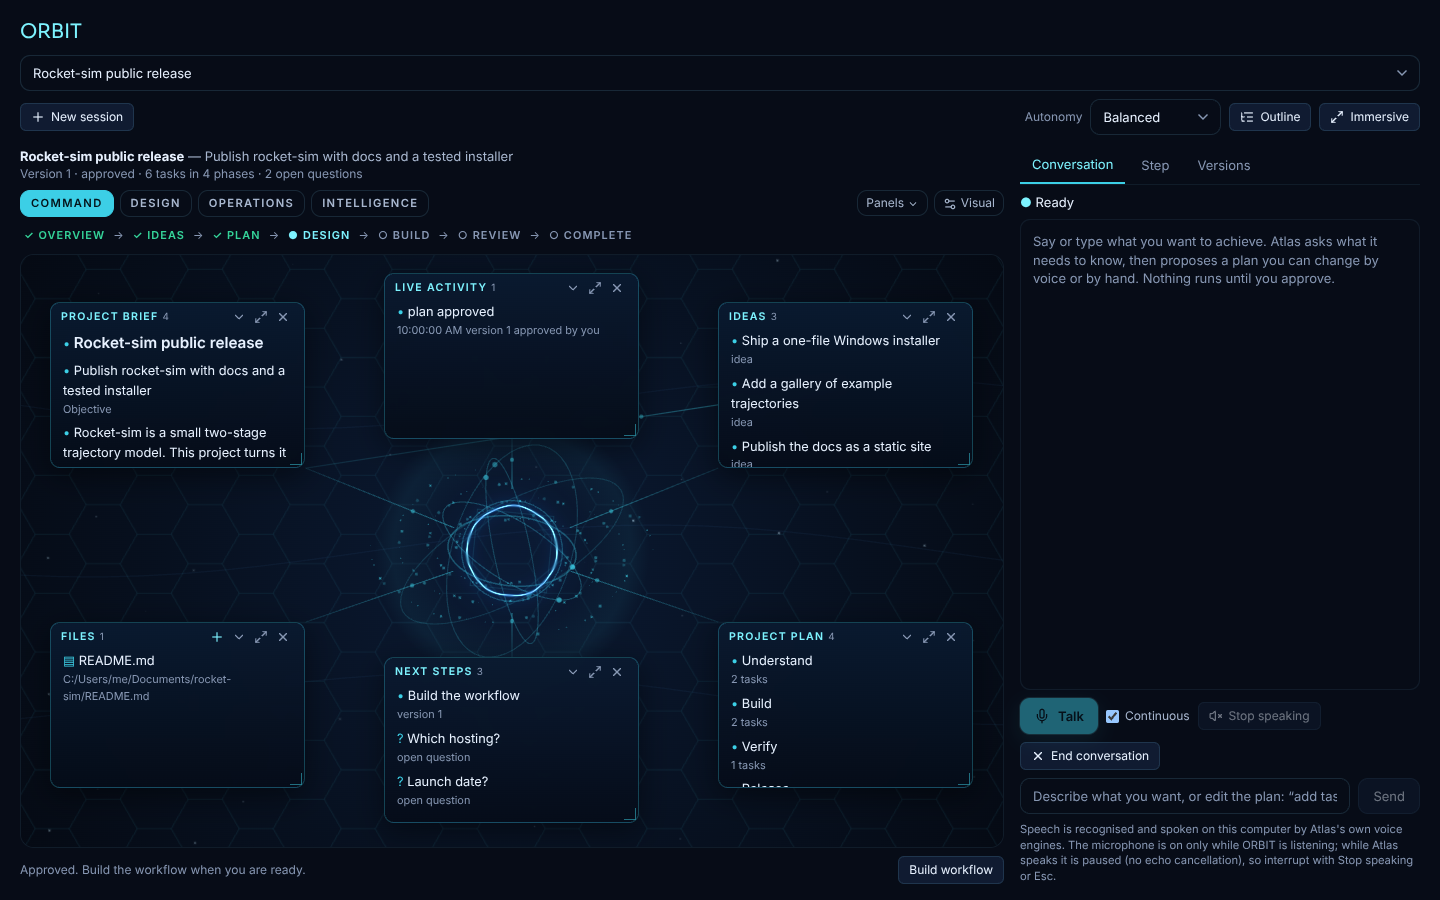 ORBIT
Rocket-sim public release
New session
Autonomy
Balanced
Outline
Immersive
Rocket-sim public release — Publish rocket-sim with docs and a tested installer
Version 1 · approved · 6 tasks in 4 phases · 2 open questions
COMMAND
DESIGN
OPERATIONS
INTELLIGENCE
Panels
Visual
✓ OVERVIEW → ✓ IDEAS → ✓ PLAN → DESIGN → BUILD → REVIEW → COMPLETE
PROJECT BRIEF 4
• Rocket-sim public release
• Publish rocket-sim with docs and a
tested installer
Objective
• Rocket-sim is a small two-stage
trajectory model. This project turns it
LIVE ACTIVITY 1
• plan approved
10:00:00 AM version 1 approved by you
IDEAS 3
• Ship a one-file Windows installer
idea
• Add a gallery of example
trajectories
idea
• Publish the docs as a static site
idea
FILES 1
README.md
C:/Users/me/Documents/rocket-
sim/README.md
NEXT STEPS 3
• Build the workflow
version 1
? Which hosting?
open question
? Launch date?
open question
PROJECT PLAN 4
• Understand
2 tasks
• Build
2 tasks
• Verify
1 tasks
• Release
Approved. Build the workflow when you are ready.
Build workflow
Conversation
Step
Versions
Ready
Say or type what you want to achieve. Atlas asks what it
needs to know, then proposes a plan you can change by
voice or by hand. Nothing runs until you approve.
Talk
Continuous
Stop speaking
End conversation
Describe what you want, or edit the plan: “add tas
Send
Speech is recognised and spoken on this computer by Atlas's own voice
engines. The microphone is on only while ORBIT is listening; while Atlas
speaks it is paused (no echo cancellation), so interrupt with Stop speaking
or Esc.